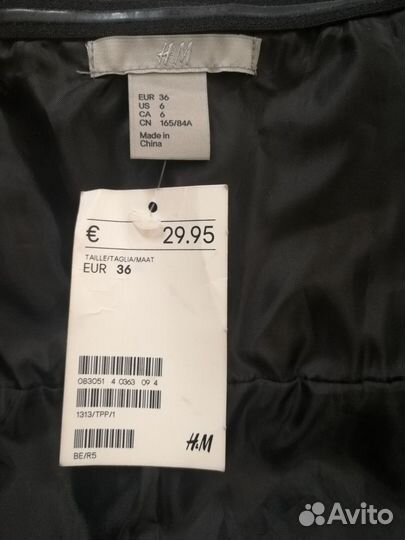 H&M
EUR 36
US 6
CA 6
CN 165/84A
Made in
China
€ 29.95
TAILLE/TAGLIA/MAAT
EUR 36
083051 4 0363 09 4
1313/TPP/1
H&M
BE/R5
Avito